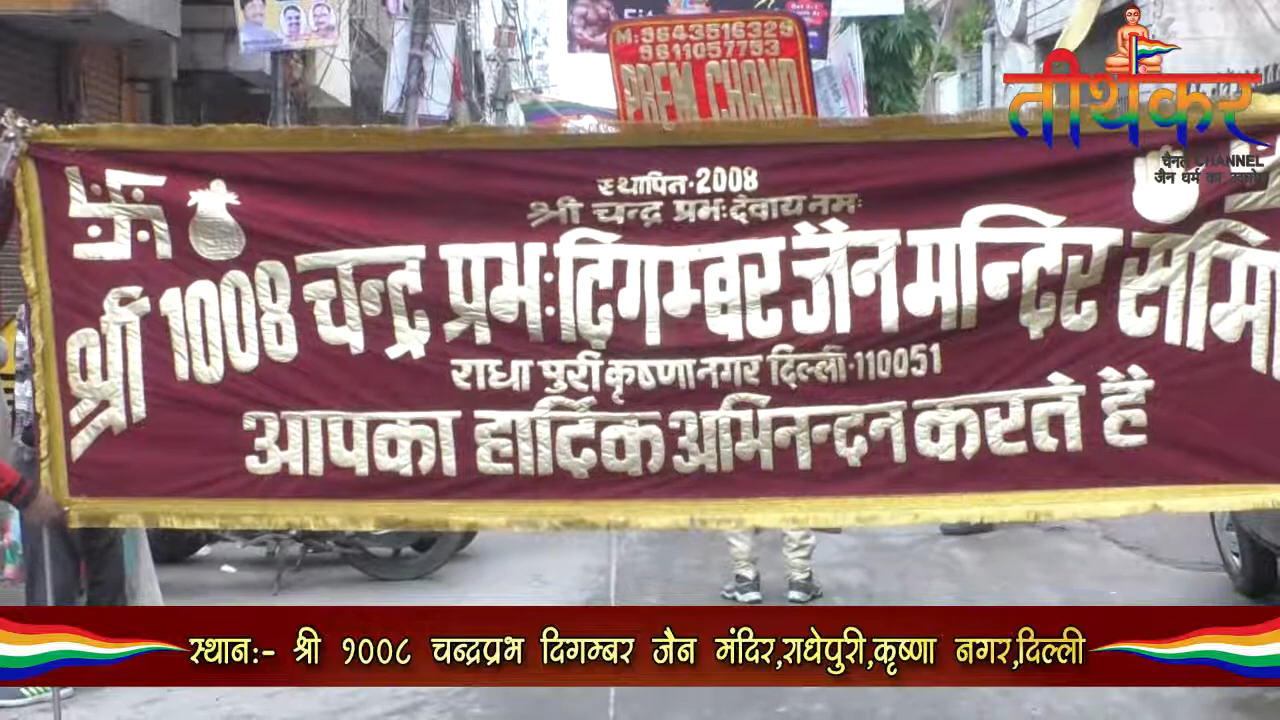 M:9643516329
9811057753
PREM CHAND
तीर्थंकर
चैनल CHANNEL
जैन धर्म का
स्थापित-2008
श्री चन्द्र प्रभःदेवाय नमः
श्री 1008 चन्द्र प्रभःदिगम्बर जैन मन्दिर
राधा पुरी कृष्णा नगर दिल्ली-110051
आपका हार्दिक अभिनन्दन करते हैं
स्थान:- श्री १००८ चन्द्रप्रभ दिगम्बर जैन मंदिर,राधेपुरी,कृष्णा नगर,दिल्ली